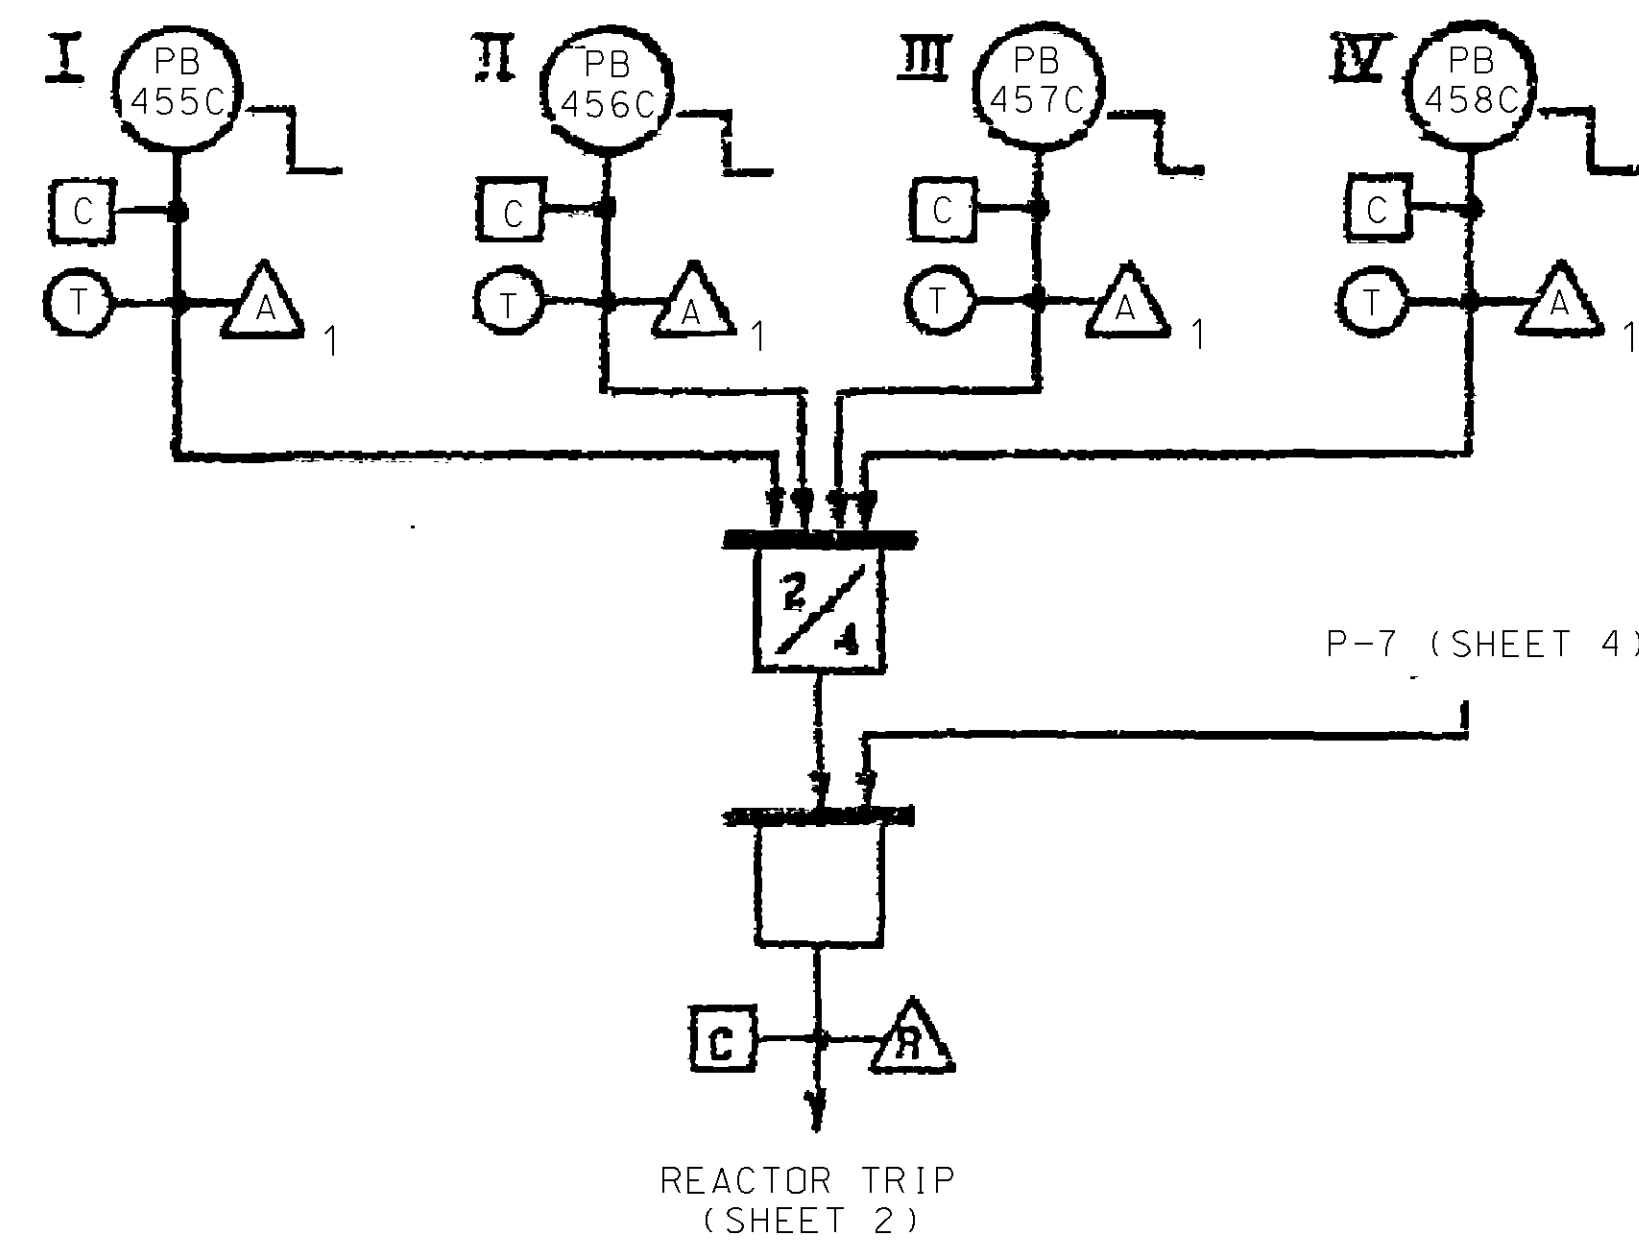 I
PB
455C
II
PB
456C
III
PB
457C
IV
PB
458C
C
C
C
C
T
A
1
T
A
1
T
A
1
T
A
1
2/4
P-7 (SHEET 4)
C
A
REACTOR TRIP
(SHEET 2)